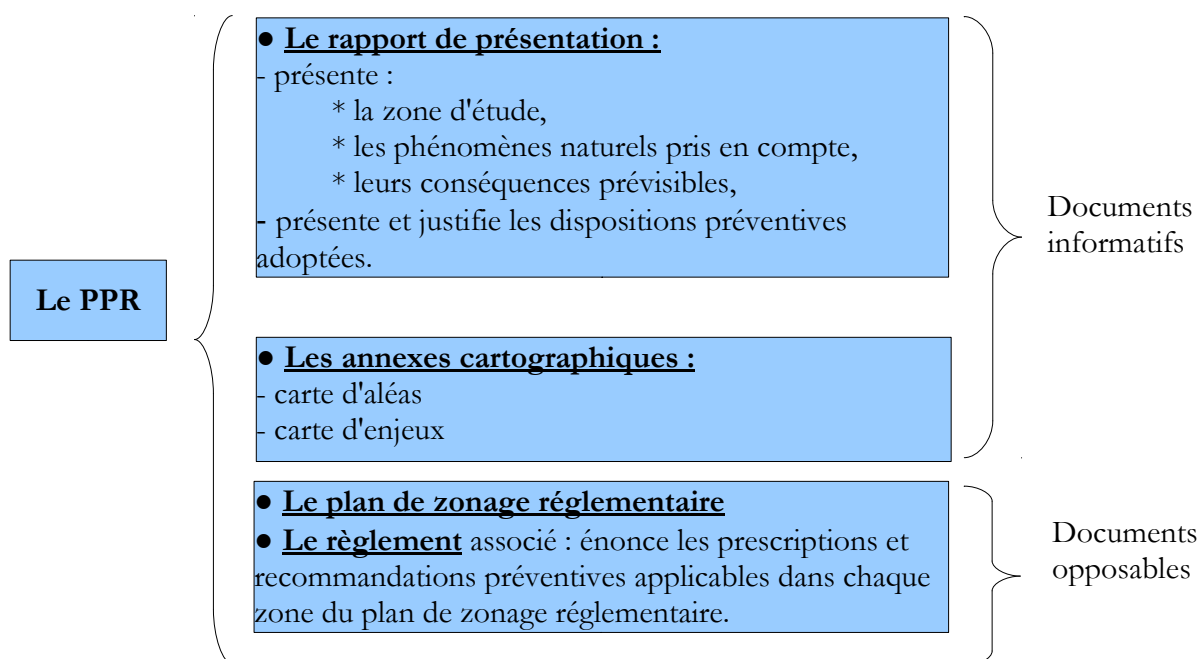 ● Le rapport de présentation :
- présente :
* la zone d'étude,
* les phénomènes naturels pris en compte,
* leurs conséquences prévisibles,
- présente et justifie les dispositions préventives
adoptées.
Documents
informatifs
Le PPR
● Les annexes cartographiques :
- carte d'aléas
- carte d'enjeux
● Le plan de zonage réglementaire
● Le règlement associé : énonce les prescriptions et
recommandations préventives applicables dans chaque
zone du plan de zonage réglementaire.
Documents
opposables